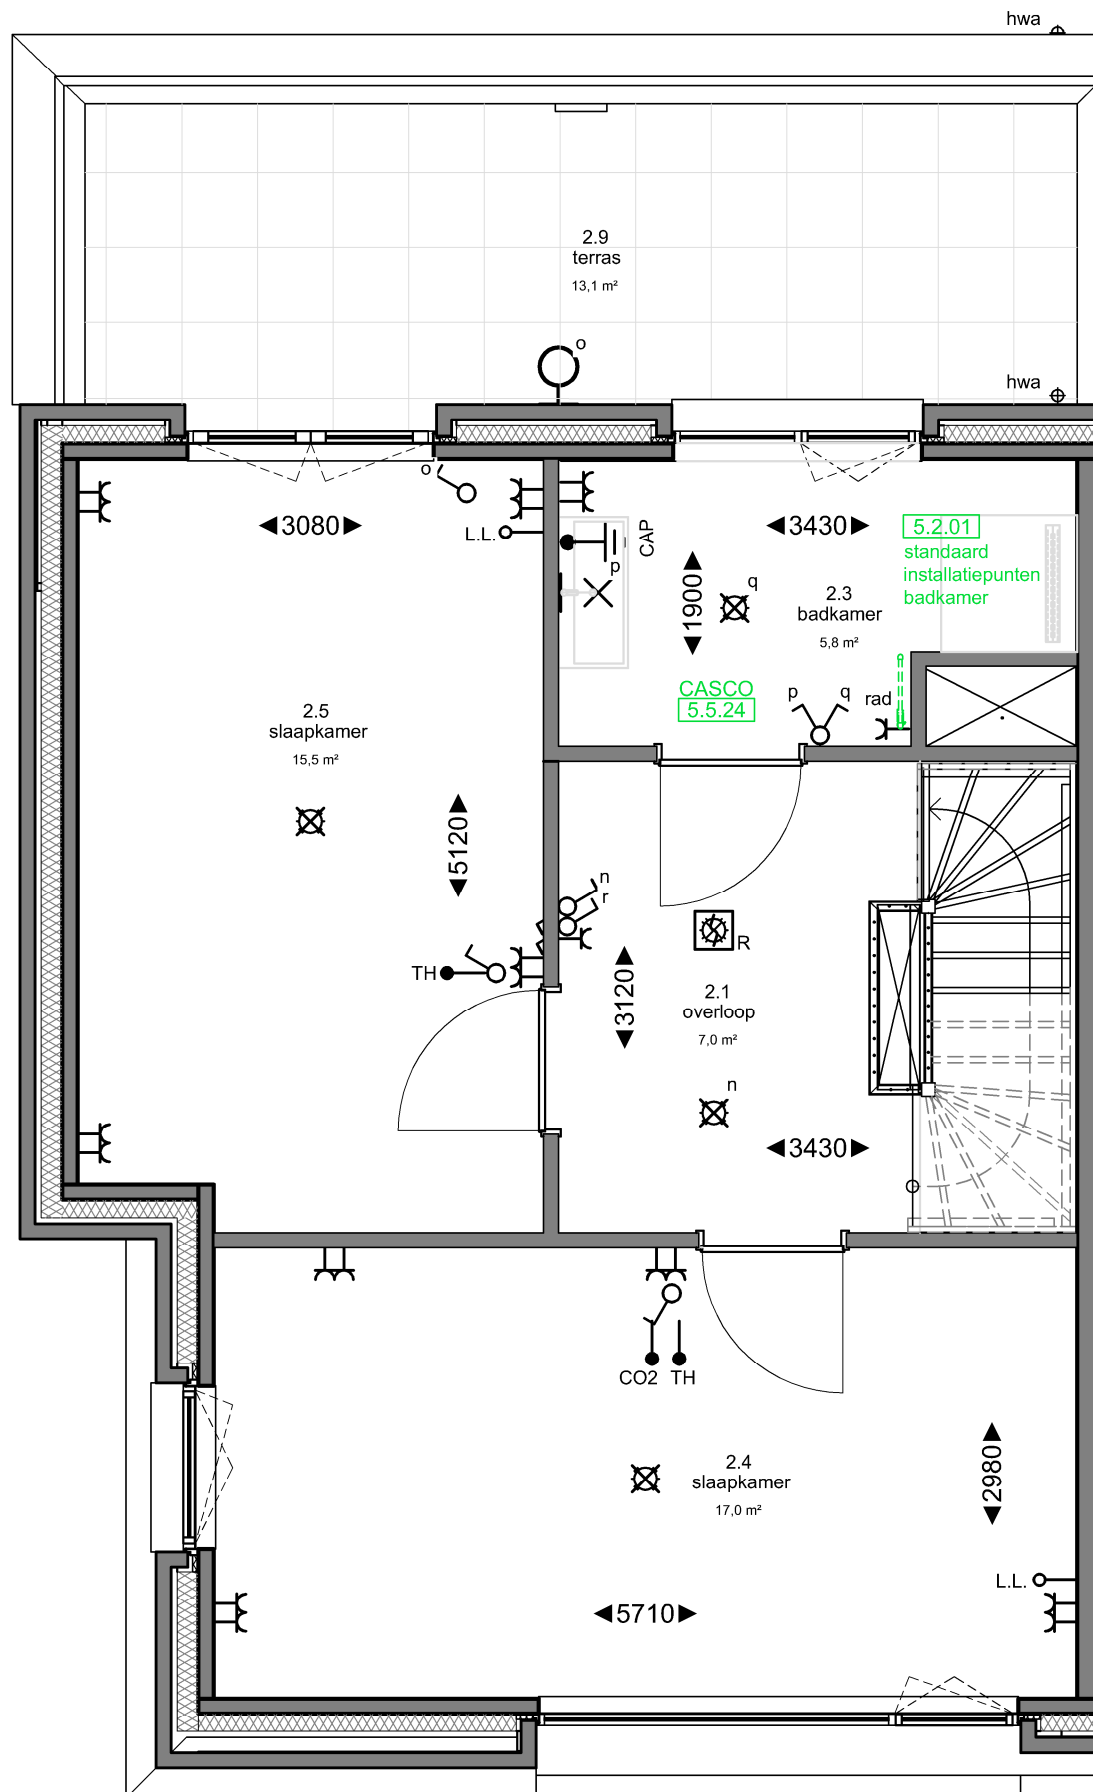 hwa
2.9
terras
13,1 m²
o
hwa
o
3080
L.L.
CAP
p
3430
5.2.01
standaard
installatiepunten
badkamer
1900
q
2.3
badkamer
5,8 m²
CASCO
5.5.24
p
q
rad
2.5
slaapkamer
15,5 m²
5120
n
r
R
TH
3120
2.1
overloop
7,0 m²
n
3430
CO2
TH
2.4
slaapkamer
17,0 m²
2980
L.L.
5710